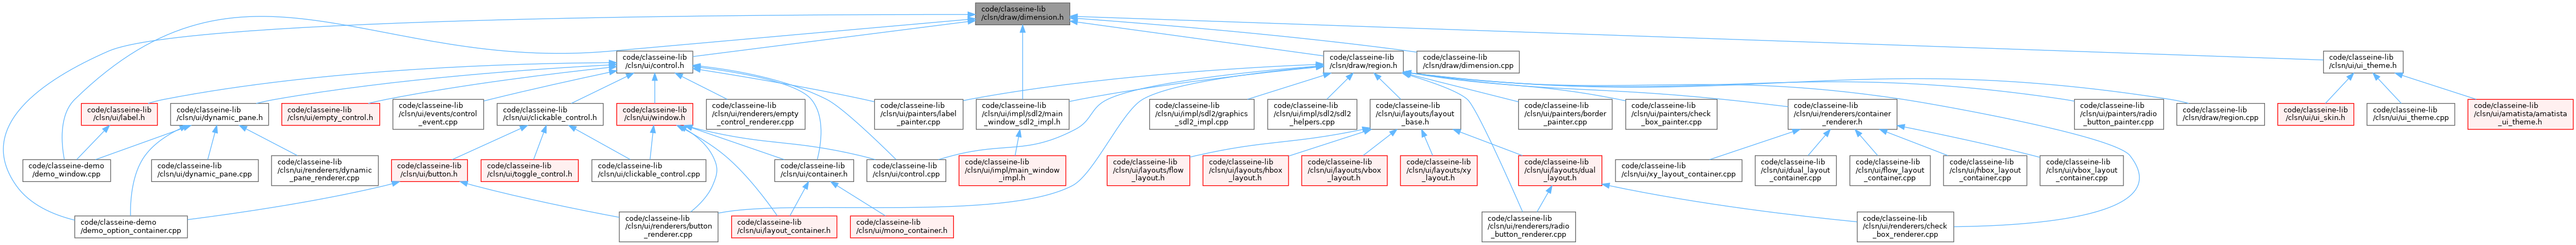 code/classeine-lib
/clsn/draw/dimension.h
code/classeine-lib
/clsn/ui/control.h
code/classeine-lib
/clsn/draw/region.h
code/classeine-lib
/clsn/draw/dimension.cpp
code/classeine-lib
/clsn/ui/ui_theme.h
code/classeine-lib
/clsn/ui/label.h
code/classeine-lib
/clsn/ui/dynamic_pane.h
code/classeine-lib
/clsn/ui/empty_control.h
code/classeine-lib
/clsn/ui/events/control
_event.cpp
code/classeine-lib
/clsn/ui/clickable_control.h
code/classeine-lib
/clsn/ui/window.h
code/classeine-lib
/clsn/ui/renderers/empty
_control_renderer.cpp
code/classeine-lib
/clsn/ui/painters/label
_painter.cpp
code/classeine-lib
/clsn/ui/impl/sdl2/main
_window_sdl2_impl.h
code/classeine-lib
/clsn/ui/impl/sdl2/graphics
_sdl2_impl.cpp
code/classeine-lib
/clsn/ui/impl/sdl2/sdl2
_helpers.cpp
code/classeine-lib
/clsn/ui/layouts/layout
_base.h
code/classeine-lib
/clsn/ui/painters/border
_painter.cpp
code/classeine-lib
/clsn/ui/painters/check
_box_painter.cpp
code/classeine-lib
/clsn/ui/renderers/container
_renderer.h
code/classeine-lib
/clsn/ui/painters/radio
_button_painter.cpp
code/classeine-lib
/clsn/draw/region.cpp
code/classeine-lib
/clsn/ui/ui_skin.h
code/classeine-lib
/clsn/ui/ui_theme.cpp
code/classeine-lib
/clsn/ui/amatista/amatista
_ui_theme.h
code/classeine-demo
/demo_window.cpp
code/classeine-lib
/clsn/ui/dynamic_pane.cpp
code/classeine-lib
/clsn/ui/renderers/dynamic
_pane_renderer.cpp
code/classeine-lib
/clsn/ui/button.h
code/classeine-lib
/clsn/ui/toggle_control.h
code/classeine-lib
/clsn/ui/clickable_control.cpp
code/classeine-lib
/clsn/ui/container.h
code/classeine-lib
/clsn/ui/control.cpp
code/classeine-lib
/clsn/ui/impl/main_window
_impl.h
code/classeine-lib
/clsn/ui/layouts/flow
_layout.h
code/classeine-lib
/clsn/ui/layouts/hbox
_layout.h
code/classeine-lib
/clsn/ui/layouts/vbox
_layout.h
code/classeine-lib
/clsn/ui/layouts/xy
_layout.h
code/classeine-lib
/clsn/ui/layouts/dual
_layout.h
code/classeine-lib
/clsn/ui/xy_layout_container.cpp
code/classeine-lib
/clsn/ui/dual_layout
_container.cpp
code/classeine-lib
/clsn/ui/flow_layout
_container.cpp
code/classeine-lib
/clsn/ui/hbox_layout
_container.cpp
code/classeine-lib
/clsn/ui/vbox_layout
_container.cpp
code/classeine-demo
/demo_option_container.cpp
code/classeine-lib
/clsn/ui/renderers/button
_renderer.cpp
code/classeine-lib
/clsn/ui/layout_container.h
code/classeine-lib
/clsn/ui/mono_container.h
code/classeine-lib
/clsn/ui/renderers/radio
_button_renderer.cpp
code/classeine-lib
/clsn/ui/renderers/check
_box_renderer.cpp